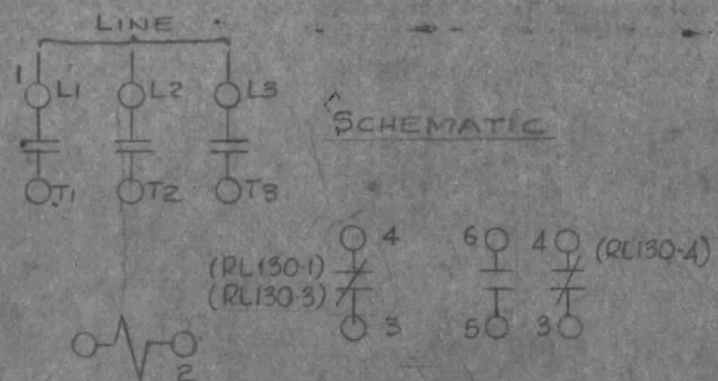 LINE
1 L1 L2 L3
SCHEMATIC
T1 T2 T3
4 6 4 (RL130-4)
(RL130-1)
(RL130-3)
3 5 3
2